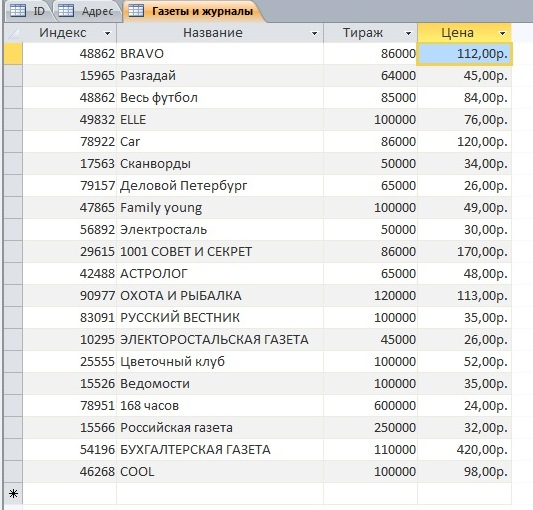 ID Адрес Газеты и журналы
Индекс Название Тираж Цена
48862 BRAVO 86000 112,00р.
15965 Разгадай 64000 45,00р.
48862 Весь футбол 85000 84,00р.
49832 ELLE 100000 76,00р.
78922 Car 86000 120,00р.
17563 Сканворды 50000 34,00р.
79157 Деловой Петербург 65000 26,00р.
47865 Family young 100000 49,00р.
56892 Электросталь 50000 30,00р.
29615 1001 СОВЕТ И СЕКРЕТ 86000 170,00р.
42488 АСТРОЛОГ 65000 48,00р.
90977 ОХОТА И РЫБАЛКА 120000 113,00р.
83091 РУССКИЙ ВЕСТНИК 100000 35,00р.
10295 ЭЛЕКТОРОСТАЛЬСКАЯ ГАЗЕТА 45000 26,00р.
25555 Цветочный клуб 100000 52,00р.
15526 Ведомости 100000 35,00р.
78951 168 часов 600000 24,00р.
15566 Российская газета 250000 32,00р.
54196 БУХГАЛТЕРСКАЯ ГАЗЕТА 110000 420,00р.
46268 COOL 100000 98,00р.